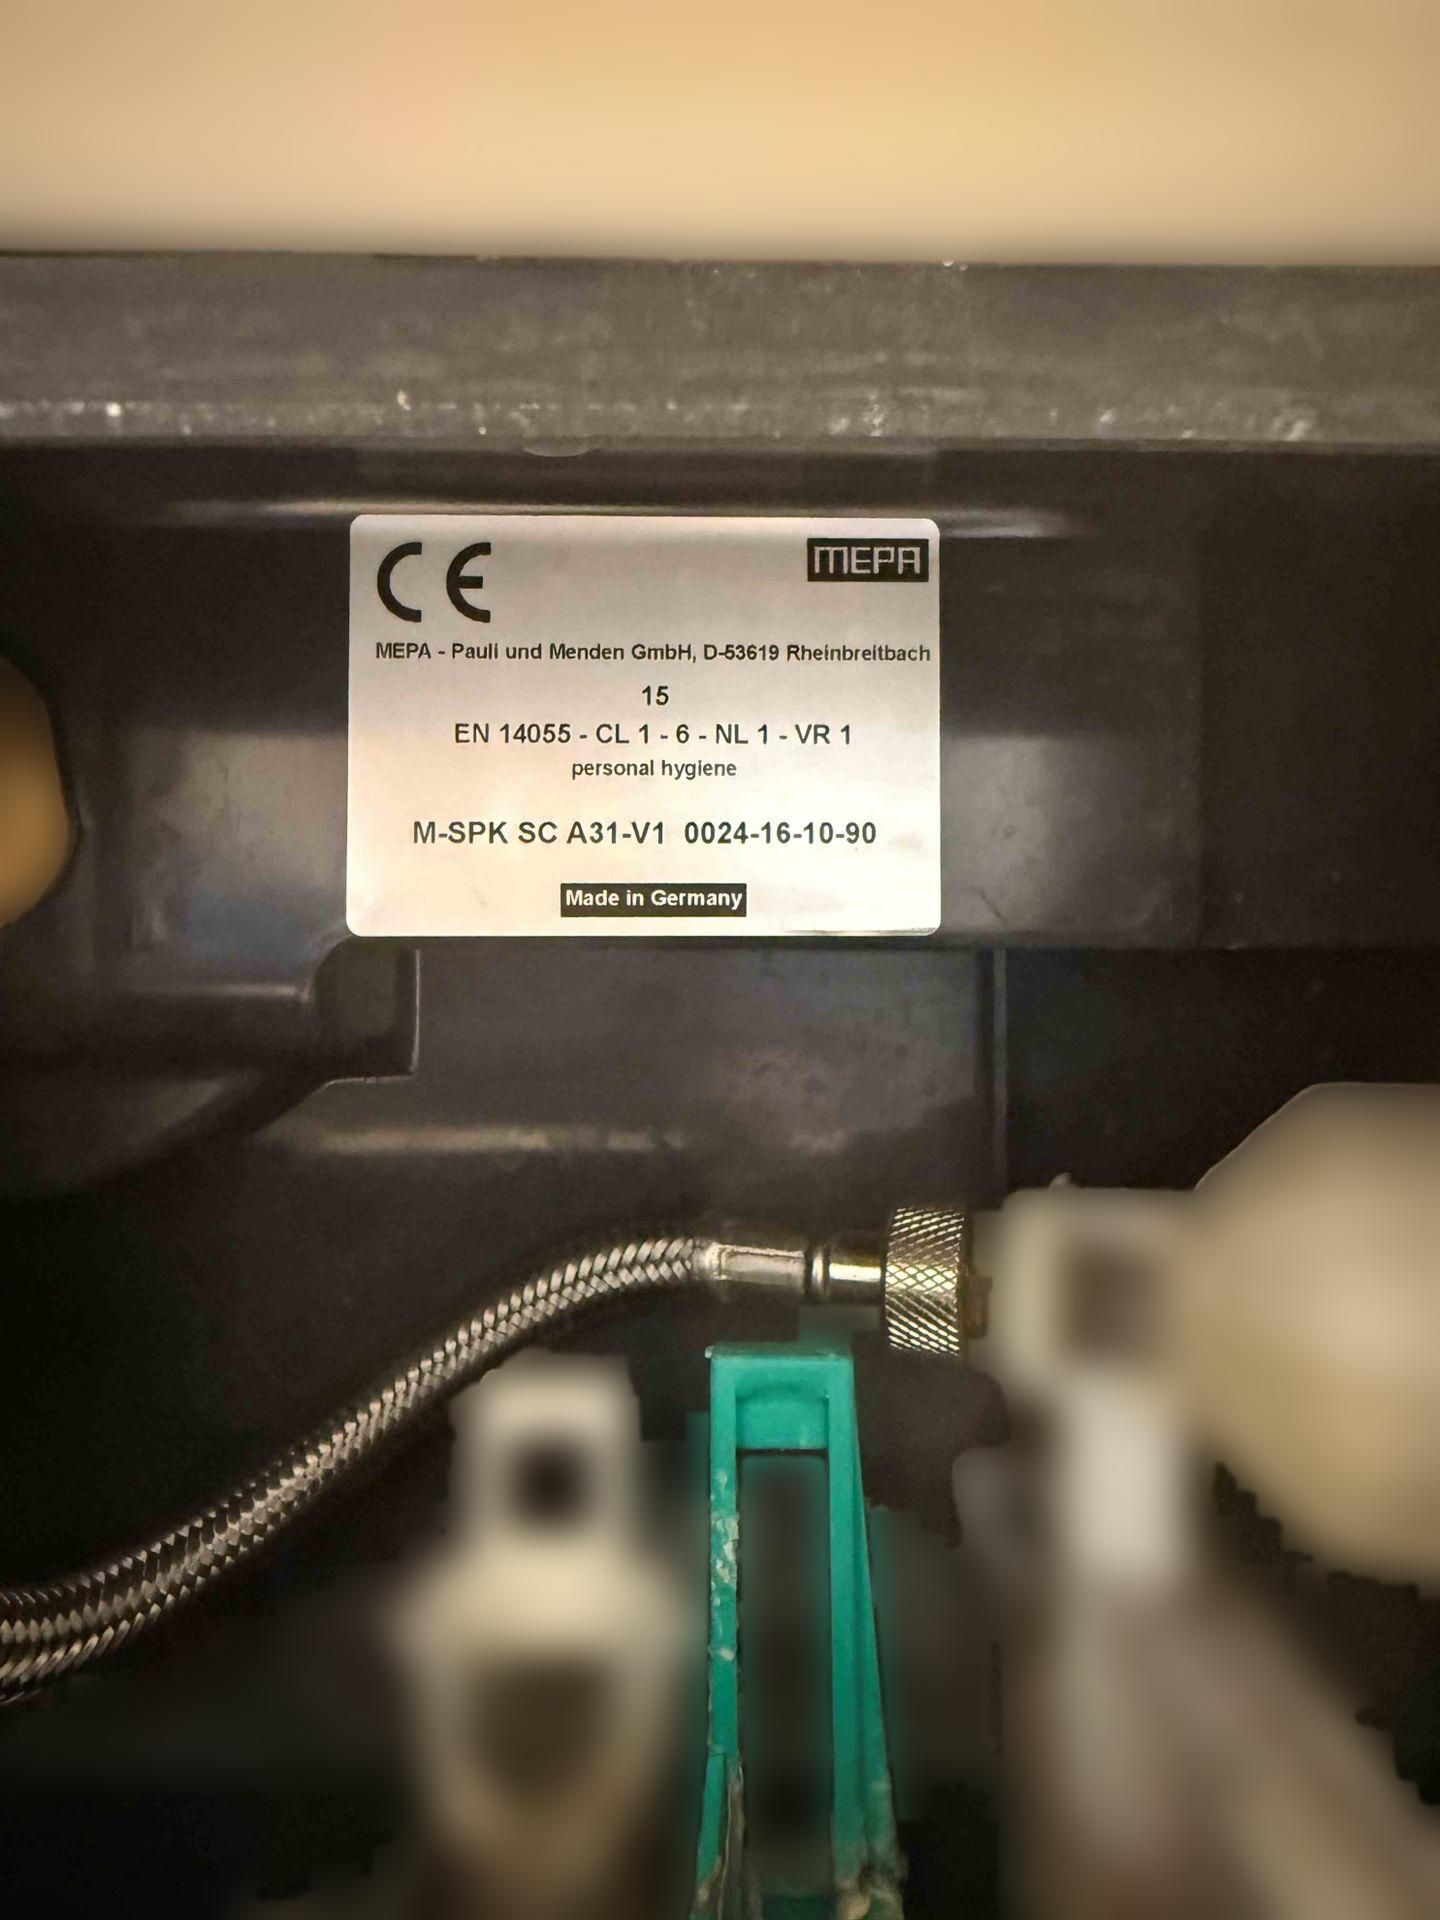 CE
MEPA
MEPA - Pauli und Menden GmbH, D-53619 Rheinbreitbach
15
EN 14055 - CL 1 - 6 - NL 1 - VR 1
personal hygiene
M-SPK SC A31-V1 0024-16-10-90
Made in Germany